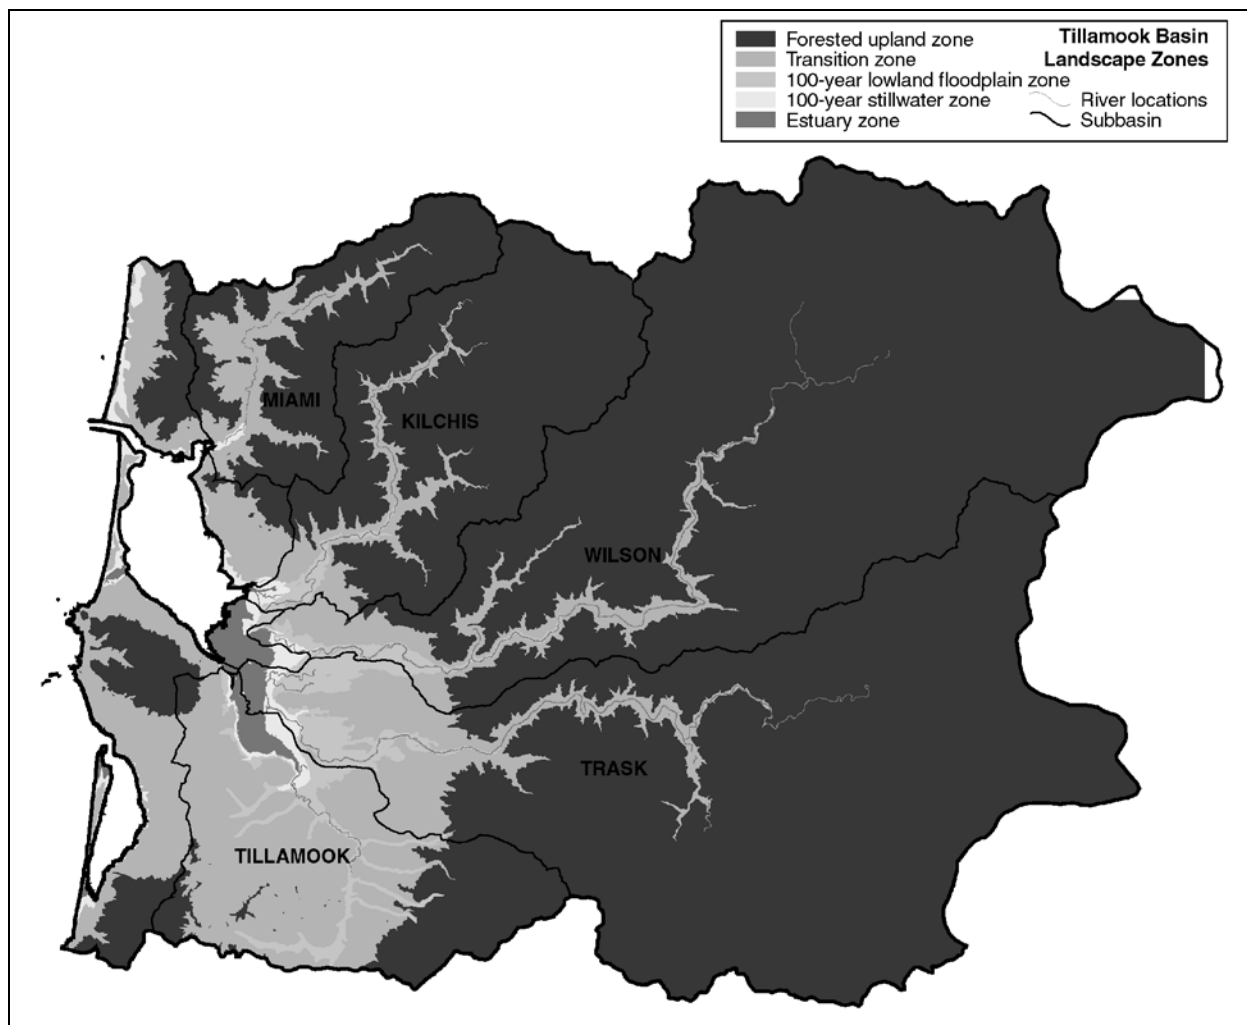 Forested upland zone
Transition zone
100-year lowland floodplain zone
100-year stillwater zone
Estuary zone
Tillamook Basin
Landscape Zones
River locations
Subbasin
MIAMI
KILCHIS
WILSON
TRASK
TILLAMOOK